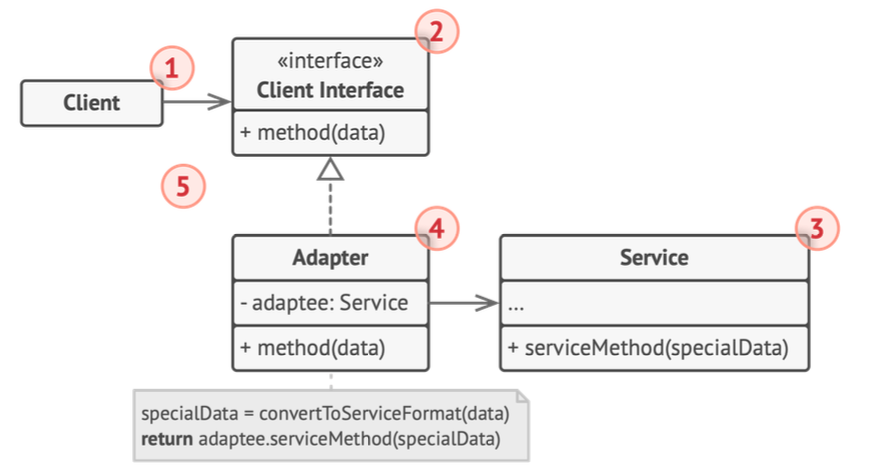 1
2
«interface»
Client Interface
Client
+ method(data)
5
4
3
Adapter
Service
- adaptee: Service
...
+ method(data)
+ serviceMethod(specialData)
specialData = convertToServiceFormat(data)
return adaptee.serviceMethod(specialData)